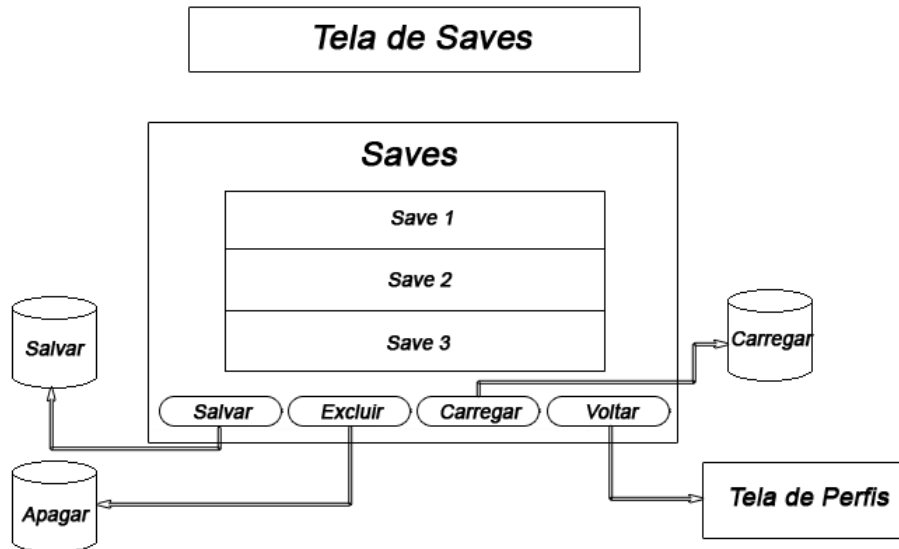 Tela de Saves
Saves
Save 1
Save 2
Save 3
Salvar
Carregar
Salvar
Excluir
Carregar
Voltar
Apagar
Tela de Perfis